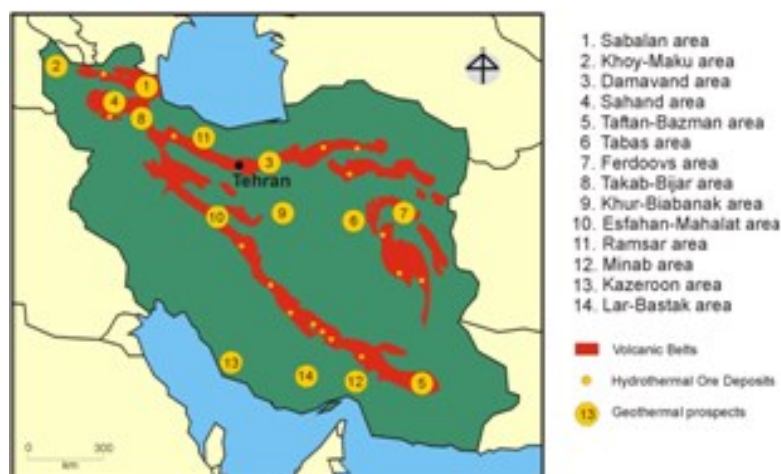 2
1
4
8
11
3
Tehran
10
9
6
7
13
14
12
5
0 300
km
1. Sabalan area
2. Khoy-Maku area
3. Damavand area
4. Sahand area
5. Taftan-Bazman area
6 Tabas area
7. Ferdoovs area
8. Takab-Bijar area
9. Khur-Biabanak area
10. Esfahan-Mahalat area
11. Ramsar area
12. Minab area
13. Kazeroon area
14. Lar-Bastak area
Volcanic Belts
Hydrothermal Ore Deposits
13 Geothermal prospects